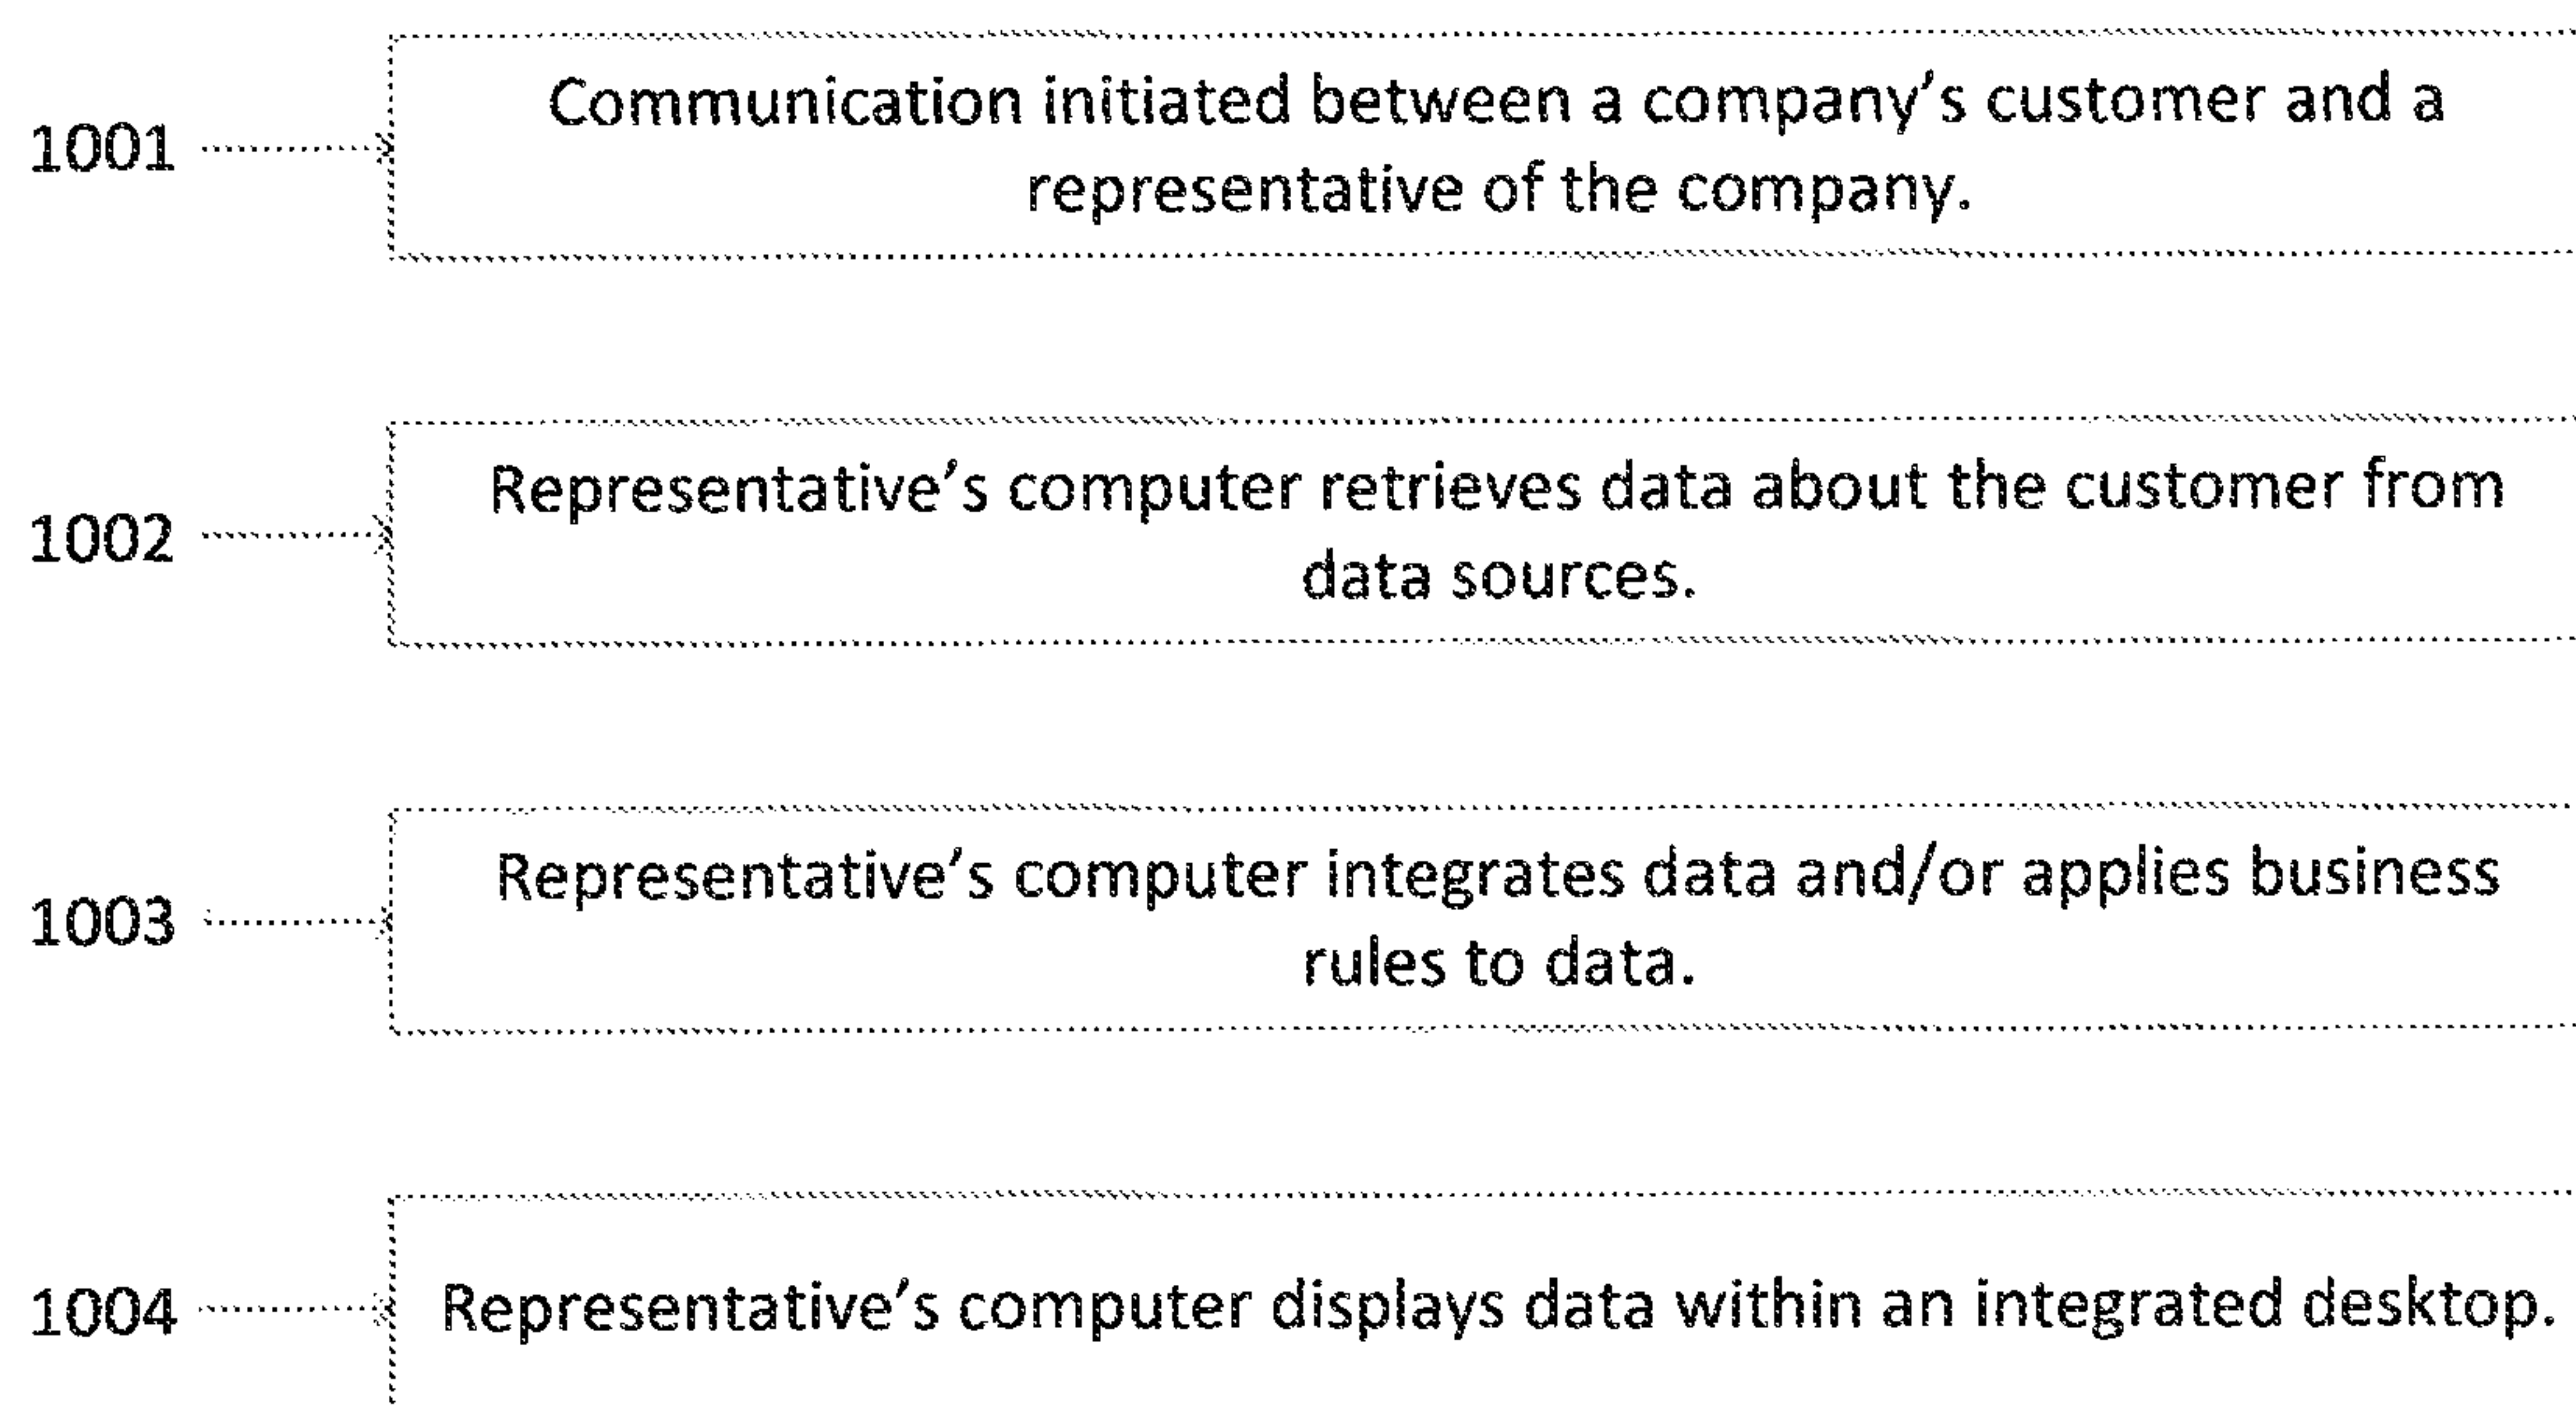 1001
Communication initiated between a company's customer and a
representative of the company.
1002
Representative's computer retrieves data about the customer from
data sources.
1003
Representative's computer integrates data and/or applies business
rules to data.
1004
Representative's computer displays data within an integrated desktop.